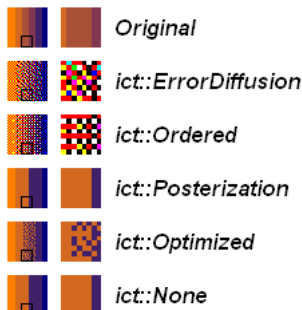 Original
ict::ErrorDiffusion
ict::Ordered
ict::Posterization
ict::Optimized
ict::None